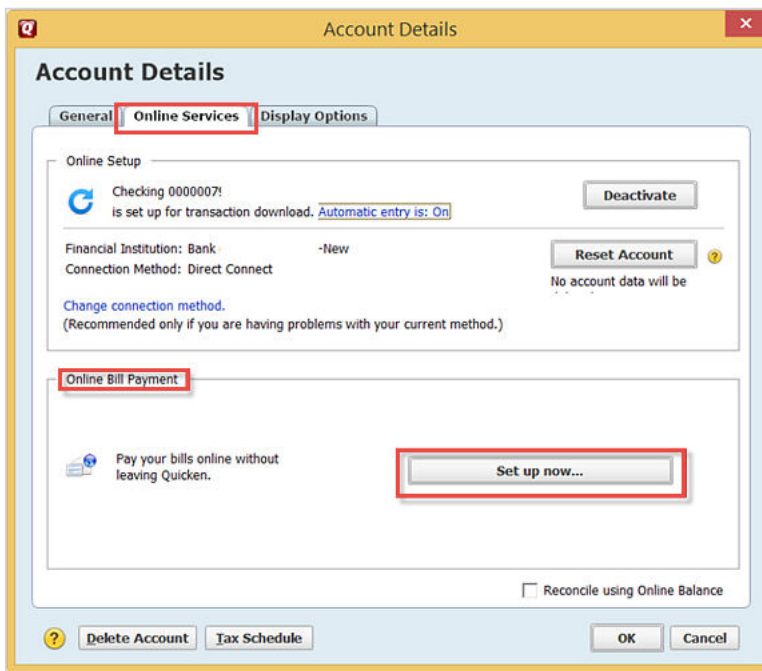 Account Details
Account Details
General Online Services Display Options
Online Setup
Checking 0000007!
is set up for transaction download. Automatic entry is: On
Deactivate
Financial Institution: Bank -New
Connection Method: Direct Connect
Reset Account
No account data will be
Change connection method.
(Recommended only if you are having problems with your current method.)
Online Bill Payment
Pay your bills online without
leaving Quicken.
Set up now...
Reconcile using Online Balance
Delete Account Tax Schedule OK Cancel